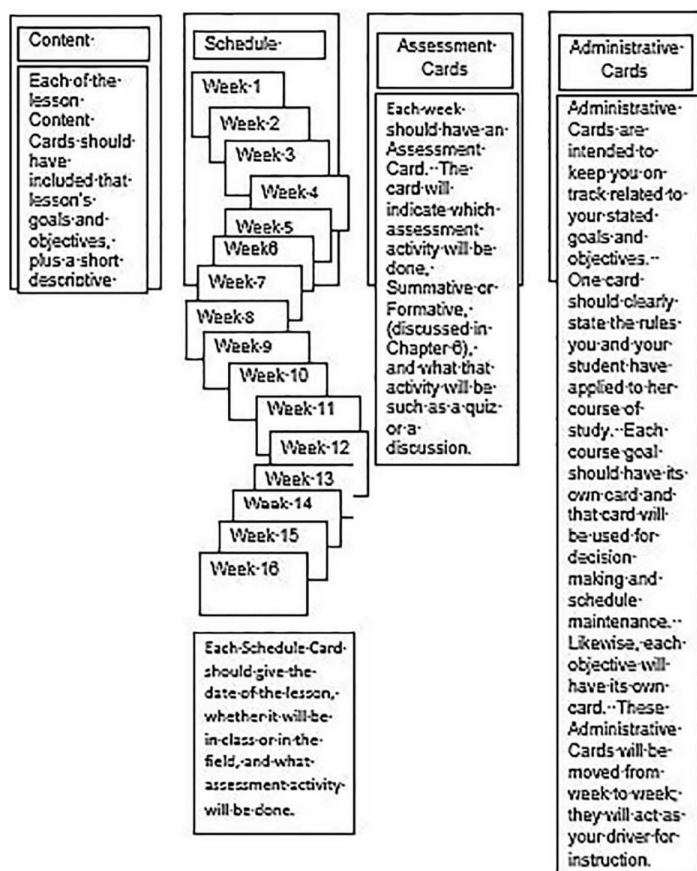 Content
Each of the
lesson
Content
Cards should
have
included that
lesson's
goals and
objectives,
plus a short
descriptive
Schedule
Week 1
Week 2
Week 3
Week 4
Week 5
Week6
Week 7
Week 8
Week 9
Week 10
Week 11
Week 12
Week 13
Week 14
Week 15
Week 16
Each Schedule Card
should give the
date of the lesson,
whether it will be
in class or in the
field, and what
assessment activity
will be done.
Assessment
Cards
Each week
should have an
Assessment
Card. The
card will
indicate which
assessment
activity will be
done,
Summative or
Formative,
(discussed in
Chapter 6),
and what that
activity will be
such as a quiz
or a
discussion.
Administrative
Cards
Administrative
Cards are
intended to
keep you on
track related to
your stated
goals and
objectives.
One card
should clearly
state the rules
you and your
student have
applied to her
course of
study. Each
course goal
should have its
own card and
that card will
be used for
decision
making and
schedule
maintenance.
Likewise, each
objective will
have its own
card. These
Administrative
Cards will be
moved from
week to week;
they will act as
your driver for
instruction.